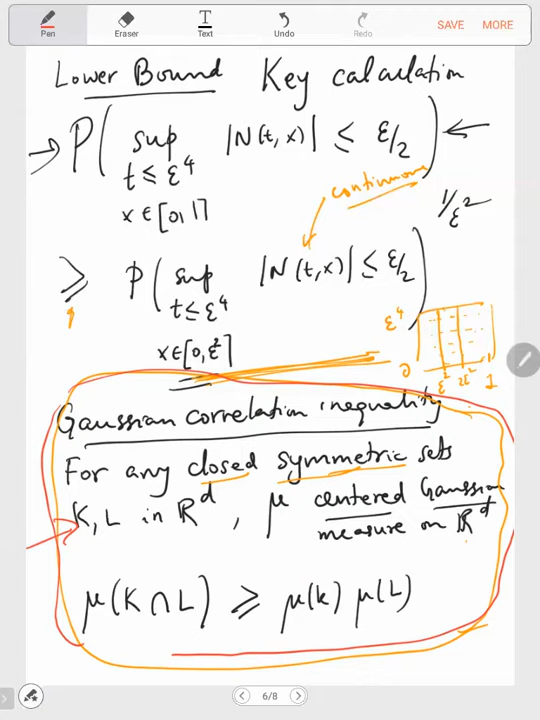 Pen Eraser Text Undo Redo SAVE MORE
Lower Bound Key calculation
→ P( sup |N(t,x)| ≤ ε/2 ) ←
t ≤ ε⁴
x ∈ [0,1]
continuous
1/ε²
≥ P( sup |N(t,x)| ≤ ε/2 )
t ≤ ε⁴
x ∈ [0,ε²]
ε⁴
0 ε² 2ε² 1
Gaussian correlation inequality
For any closed symmetric sets
K, L in ℝᵈ, μ centered Gaussian
measure on ℝᵈ.
μ(K ∩ L) ≥ μ(K) μ(L)
6/8